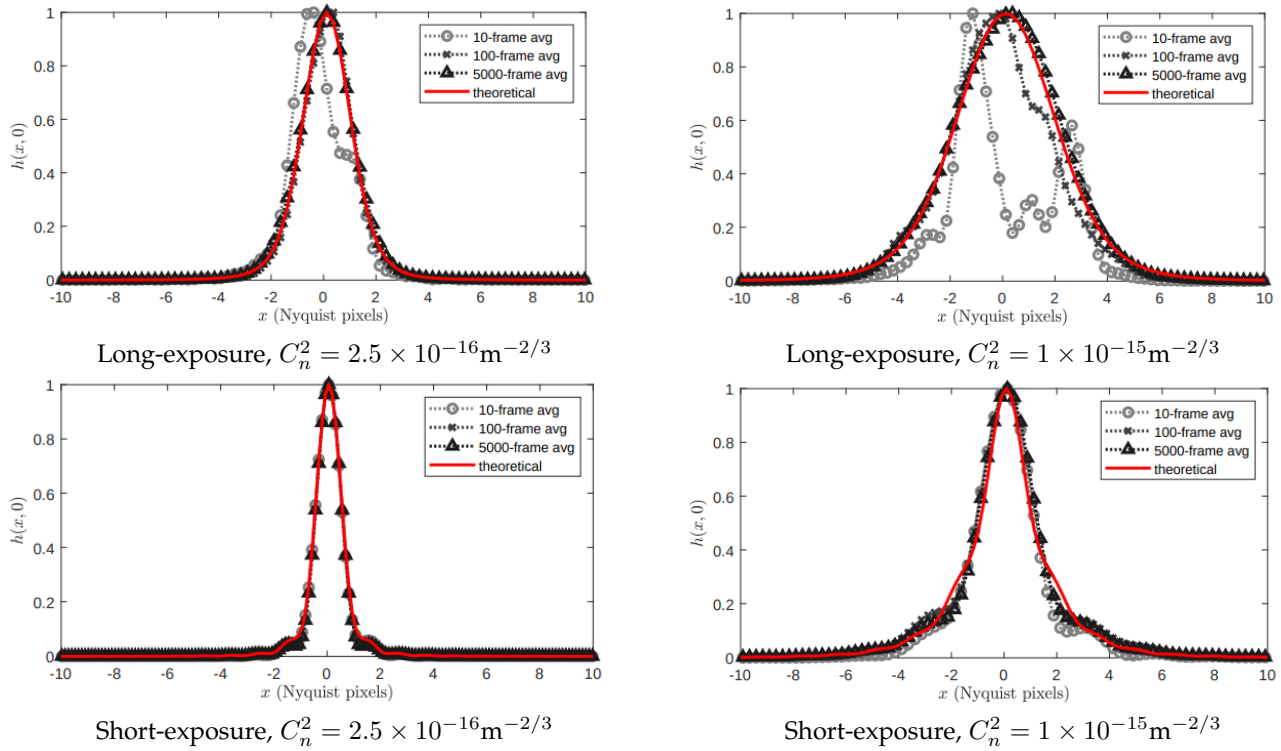 1
0.8
0.6
0.4
0.2
0
h(x, 0)
-10 -8 -6 -4 -2 0 2 4 6 8 10
x (Nyquist pixels)
10-frame avg
100-frame avg
5000-frame avg
theoretical
Long-exposure, C_n^2 = 2.5 × 10^{-16} m^{-2/3}
1
0.8
0.6
0.4
0.2
0
h(x, 0)
-10 -8 -6 -4 -2 0 2 4 6 8 10
x (Nyquist pixels)
10-frame avg
100-frame avg
5000-frame avg
theoretical
Long-exposure, C_n^2 = 1 × 10^{-15} m^{-2/3}
1
0.8
0.6
0.4
0.2
0
h(x, 0)
-10 -8 -6 -4 -2 0 2 4 6 8 10
x (Nyquist pixels)
10-frame avg
100-frame avg
5000-frame avg
theoretical
Short-exposure, C_n^2 = 2.5 × 10^{-16} m^{-2/3}
1
0.8
0.6
0.4
0.2
0
h(x, 0)
-10 -8 -6 -4 -2 0 2 4 6 8 10
x (Nyquist pixels)
10-frame avg
100-frame avg
5000-frame avg
theoretical
Short-exposure, C_n^2 = 1 × 10^{-15} m^{-2/3}